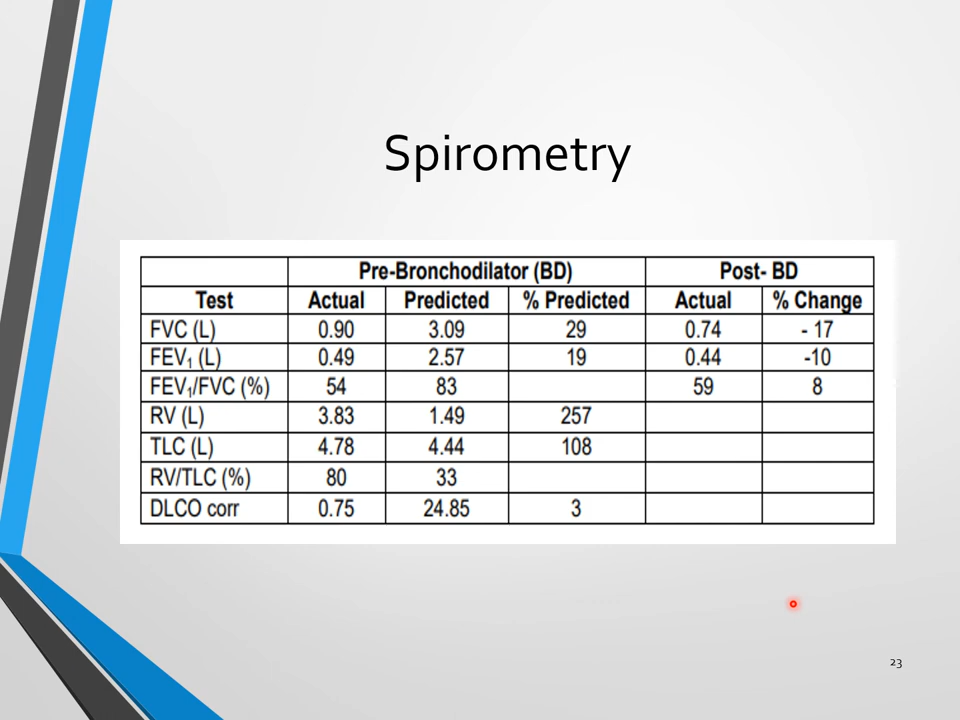 Spirometry
Pre-Bronchodilator (BD) Post- BD
Test Actual Predicted % Predicted Actual % Change
FVC (L) 0.90 3.09 29 0.74 - 17
FEV₁ (L) 0.49 2.57 19 0.44 -10
FEV₁/FVC (%) 54 83 59 8
RV (L) 3.83 1.49 257
TLC (L) 4.78 4.44 108
RV/TLC (%) 80 33
DLCO corr 0.75 24.85 3
23